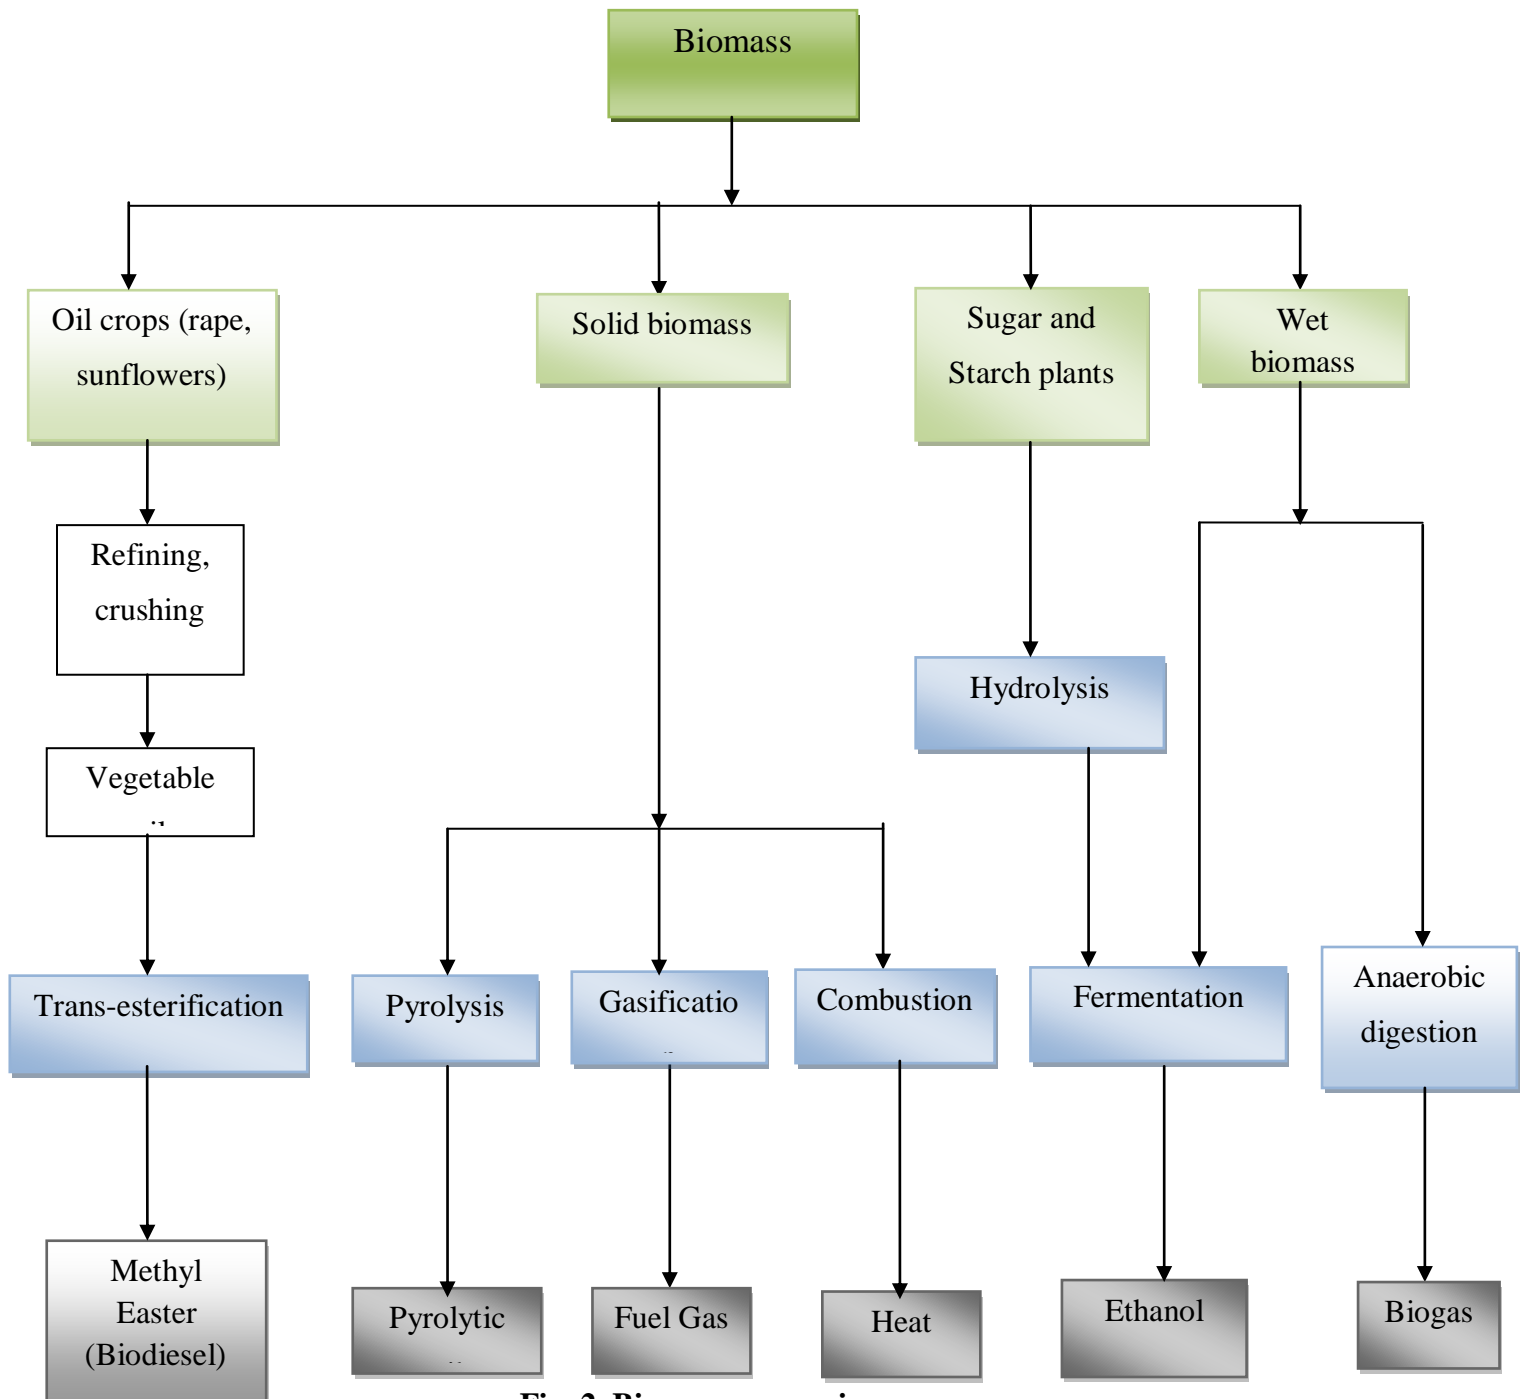 Biomass
Oil crops (rape,
sunflowers)
Solid biomass
Sugar and
Starch plants
Wet
biomass
Refining,
crushing
Hydrolysis
Vegetable
Trans-esterification
Pyrolysis
Gasificatio
Combustion
Fermentation
Anaerobic
digestion
Methyl
Easter
(Biodiesel)
Pyrolytic
Fuel Gas
Heat
Ethanol
Biogas